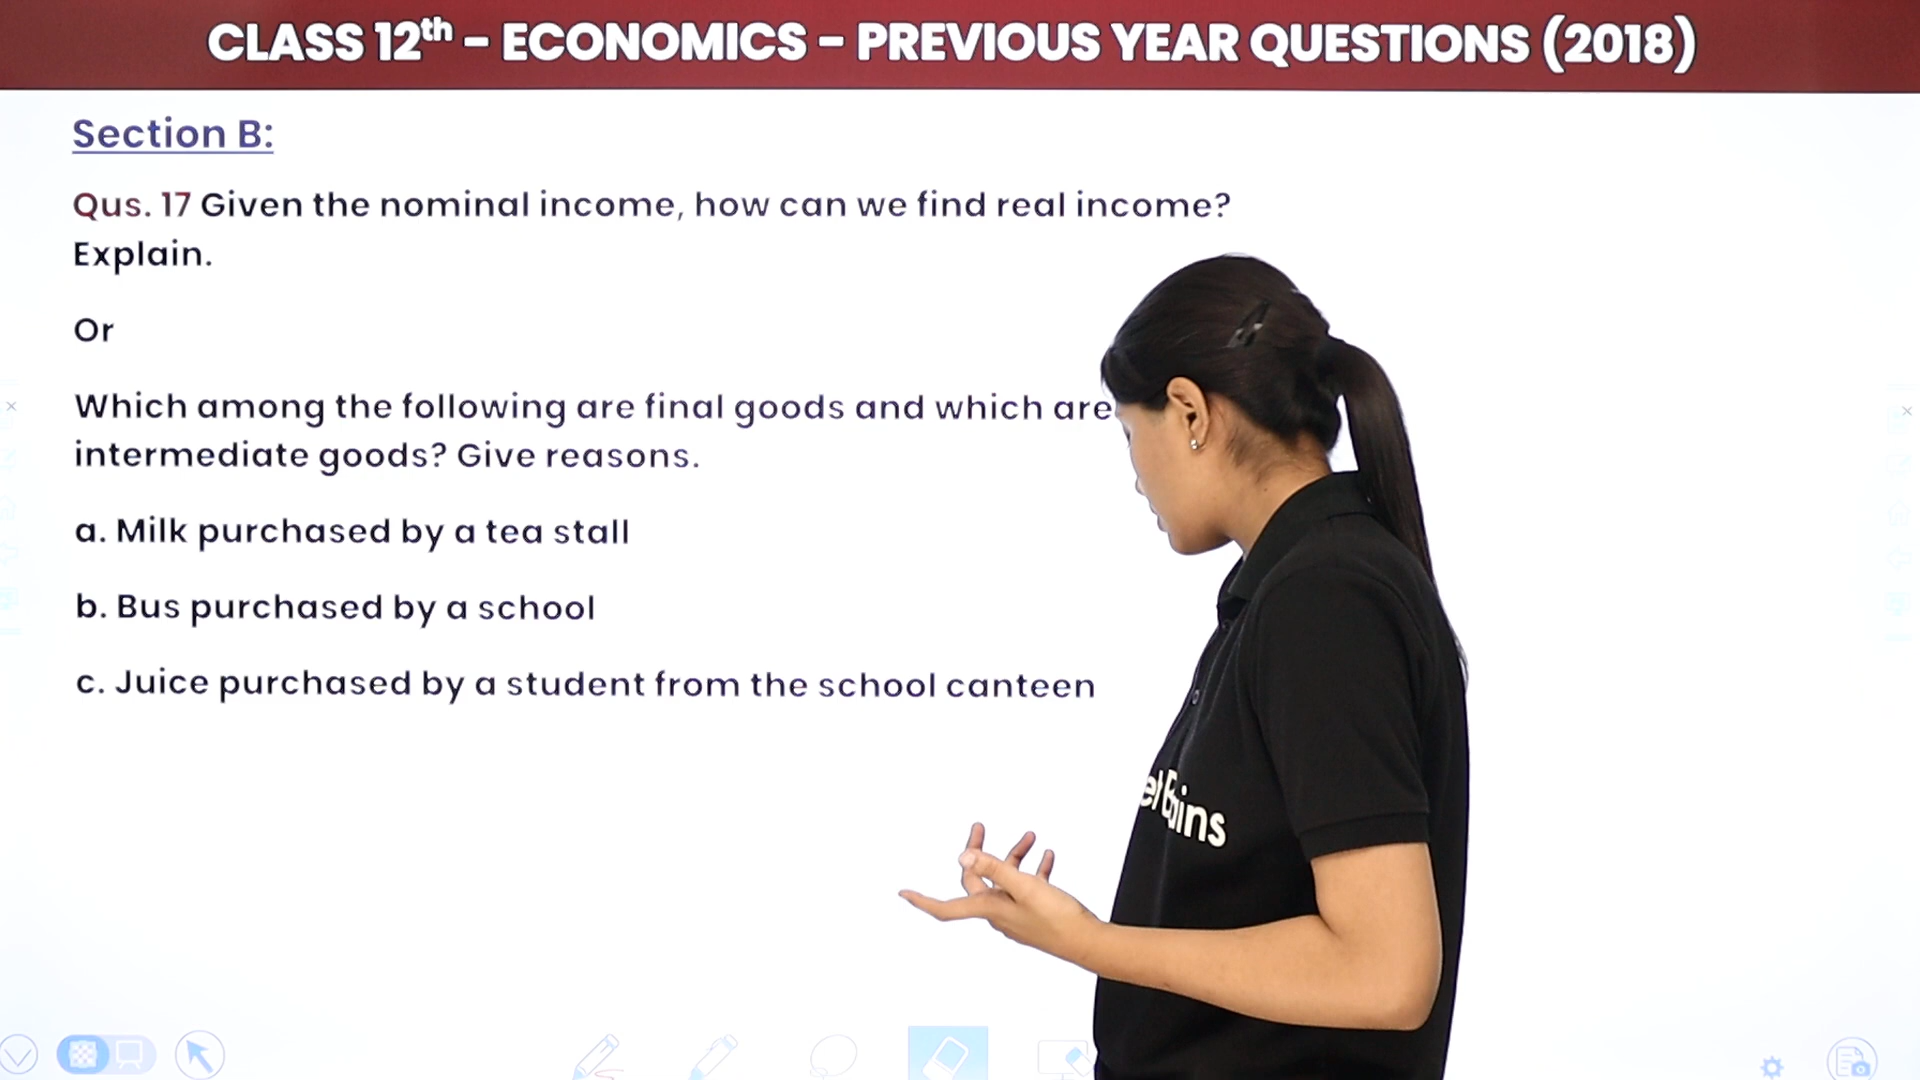 CLASS 12th - ECONOMICS - PREVIOUS YEAR QUESTIONS (2018)
Section B:
Qus. 17 Given the nominal income, how can we find real income?
Explain.
Or
Which among the following are final goods and which are
intermediate goods? Give reasons.
a. Milk purchased by a tea stall
b. Bus purchased by a school
c. Juice purchased by a student from the school canteen